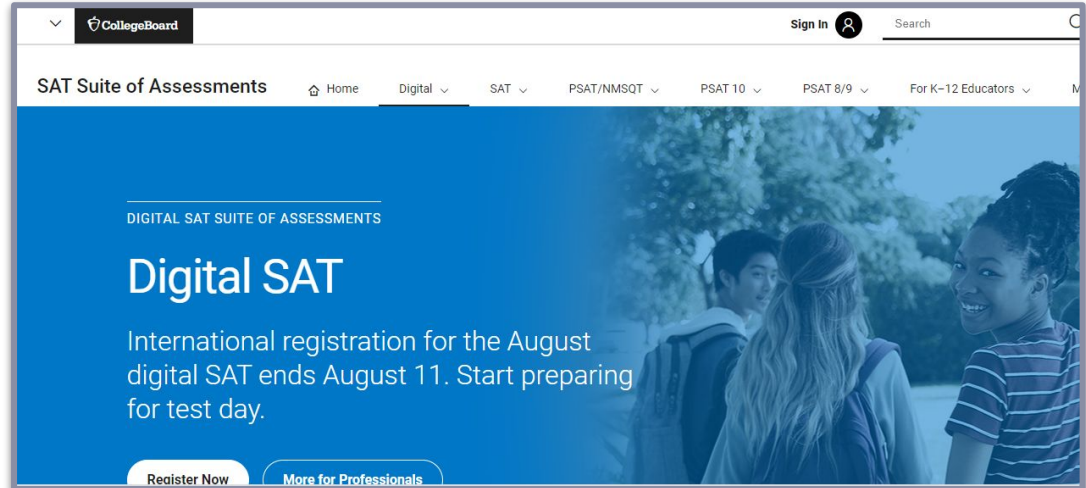 CollegeBoard
Sign In
Search
SAT Suite of Assessments
Home
Digital
SAT
PSAT/NMSQT
PSAT 10
PSAT 8/9
For K–12 Educators
DIGITAL SAT SUITE OF ASSESSMENTS
Digital SAT
International registration for the August
digital SAT ends August 11. Start preparing
for test day.
Register Now
More for Professionals